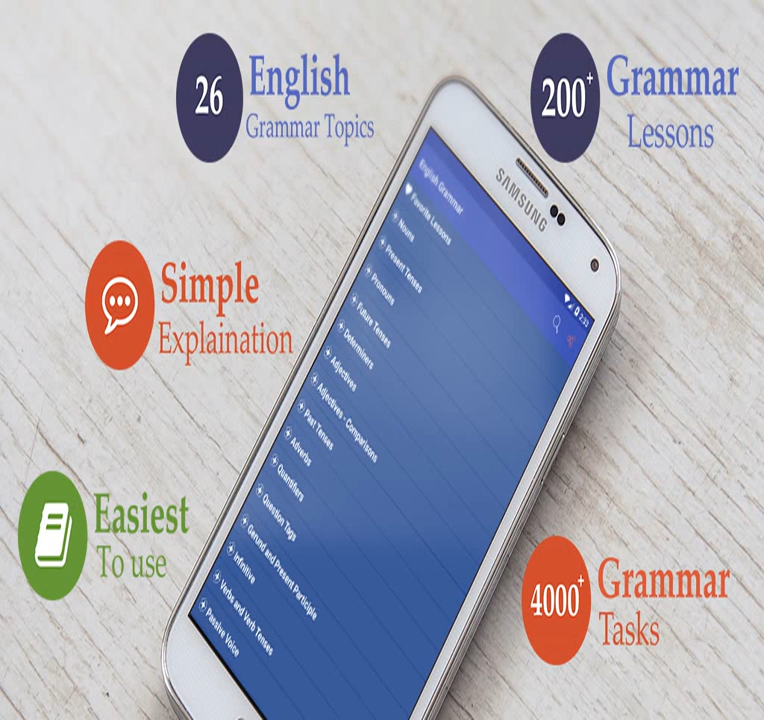 26
English
Grammar Topics
200+
Grammar
Lessons
Simple
Explaination
Easiest
To use
4000+
Grammar
Tasks
SAMSUNG
2:33
English Grammar
Favorite Lessons
Nouns
Present Tenses
Pronouns
Future Tenses
Determiners
Adjectives
Adjectives - Comparisons
Past Tenses
Adverbs
Quantifiers
Question Tags
Gerund and Present Participle
Infinitive
Verbs and Verb Tenses
Passive Voice